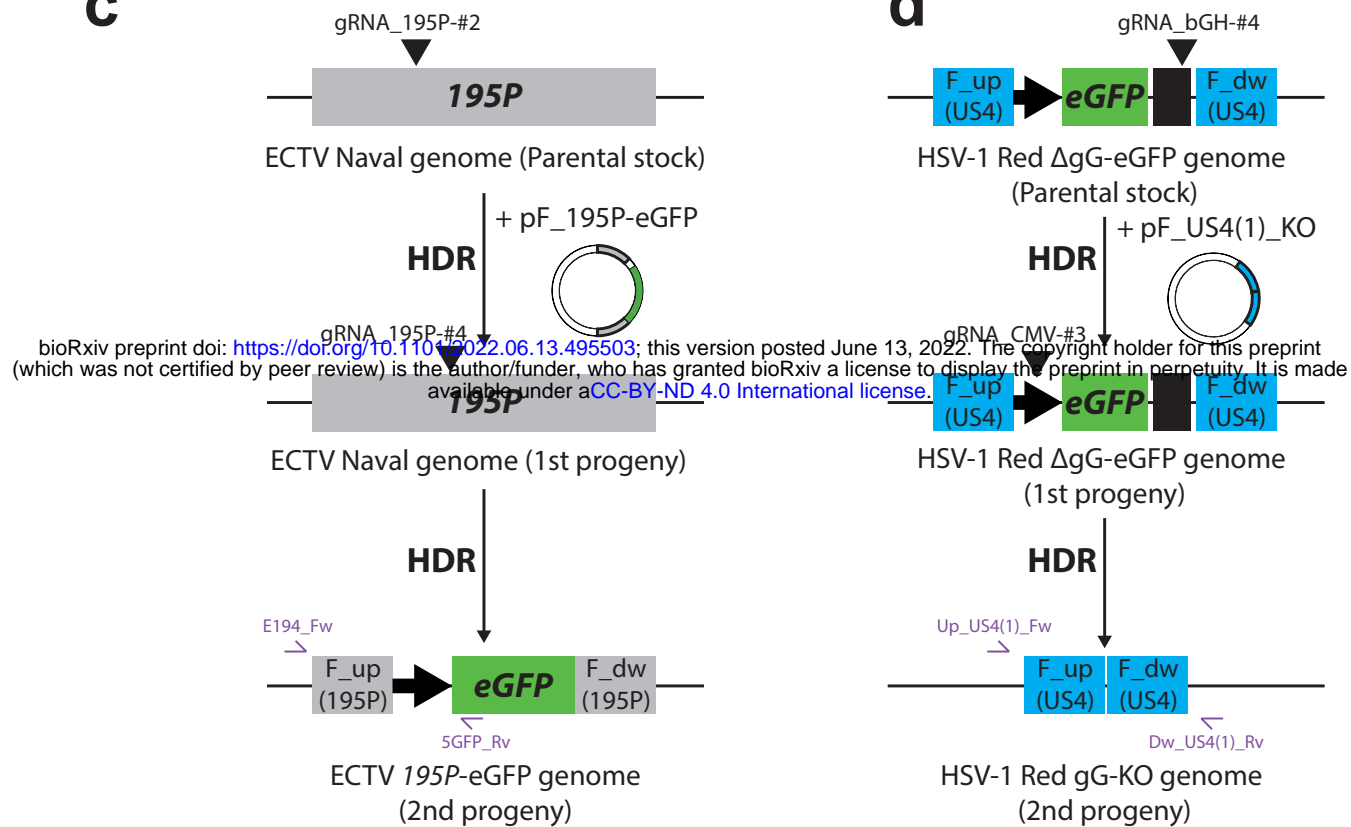 c
gRNA_195P-#2
195P
ECTV Naval genome (Parental stock)
+ pF_195P-eGFP
HDR
gRNA_195P-#4
195P
ECTV Naval genome (1st progeny)
HDR
E194_Fw
F_up
(195P)
eGFP
F_dw
(195P)
5GFP_Rv
ECTV 195P-eGFP genome
(2nd progeny)
d
gRNA_bGH-#4
F_up
(US4)
eGFP
F_dw
(US4)
HSV-1 Red ΔgG-eGFP genome
(Parental stock)
+ pF_US4(1)_KO
HDR
gRNA_CMV-#3
F_up
(US4)
eGFP
F_dw
(US4)
HSV-1 Red ΔgG-eGFP genome
(1st progeny)
HDR
Up_US4(1)_Fw
F_up
(US4)
F_dw
(US4)
Dw_US4(1)_Rv
HSV-1 Red gG-KO genome
(2nd progeny)
bioRxiv preprint doi: https://doi.org/10.1101/2022.06.13.495503; this version posted June 13, 2022. The copyright holder for this preprint
(which was not certified by peer review) is the author/funder, who has granted bioRxiv a license to display the preprint in perpetuity. It is made
available under aCC-BY-ND 4.0 International license.